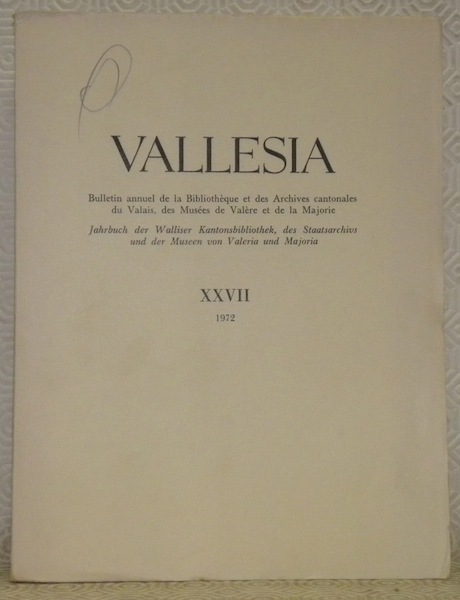 VALLESIA
Bulletin annuel de la Bibliothèque et des Archives cantonales
du Valais, des Musées de Valère et de la Majorie
Jahrbuch der Walliser Kantonsbibliothek, des Staatsarchivs
und der Museen von Valeria und Majoria
XXVII
1972